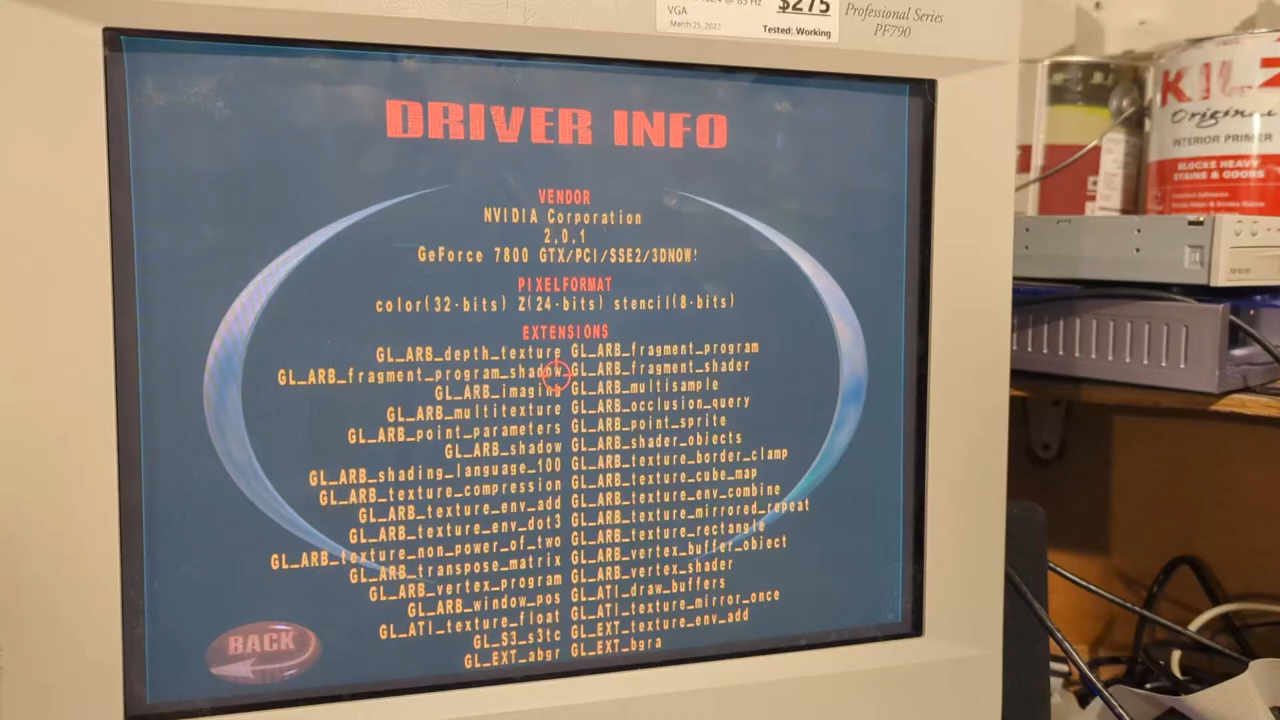 VGA
March 25, 2022
$275
Tested: Working
Professional Series
PF790
DRIVER INFO
VENDOR
NVIDIA Corporation
2.0.1
GeForce 7800 GTX/PCI/SSE2/3DNOW!
PIXELFORMAT
color(32-bits) Z(24-bits) stencil(8-bits)
EXTENSIONS
GL_ARB_depth_texture GL_ARB_fragment_program
GL_ARB_fragment_program_shadow GL_ARB_fragment_shader
GL_ARB_imaging GL_ARB_multisample
GL_ARB_multitexture GL_ARB_occlusion_query
GL_ARB_point_parameters GL_ARB_point_sprite
GL_ARB_shadow GL_ARB_shader_objects
GL_ARB_shading_language_100 GL_ARB_texture_border_clamp
GL_ARB_texture_compression GL_ARB_texture_cube_map
GL_ARB_texture_env_add GL_ARB_texture_env_combine
GL_ARB_texture_env_dot3 GL_ARB_texture_mirrored_repeat
GL_ARB_texture_non_power_of_two GL_ARB_texture_rectangle
GL_ARB_transpose_matrix GL_ARB_vertex_buffer_object
GL_ARB_vertex_program GL_ARB_vertex_shader
GL_ARB_window_pos GL_ATI_draw_buffers
GL_ATI_texture_float GL_ATI_texture_mirror_once
GL_S3_s3tc GL_EXT_texture_env_add
GL_EXT_abgr GL_EXT_bgra
BACK
KILZ
Original
INTERIOR PRIMER
BLOCKS HEAVY
STAINS & ODORS